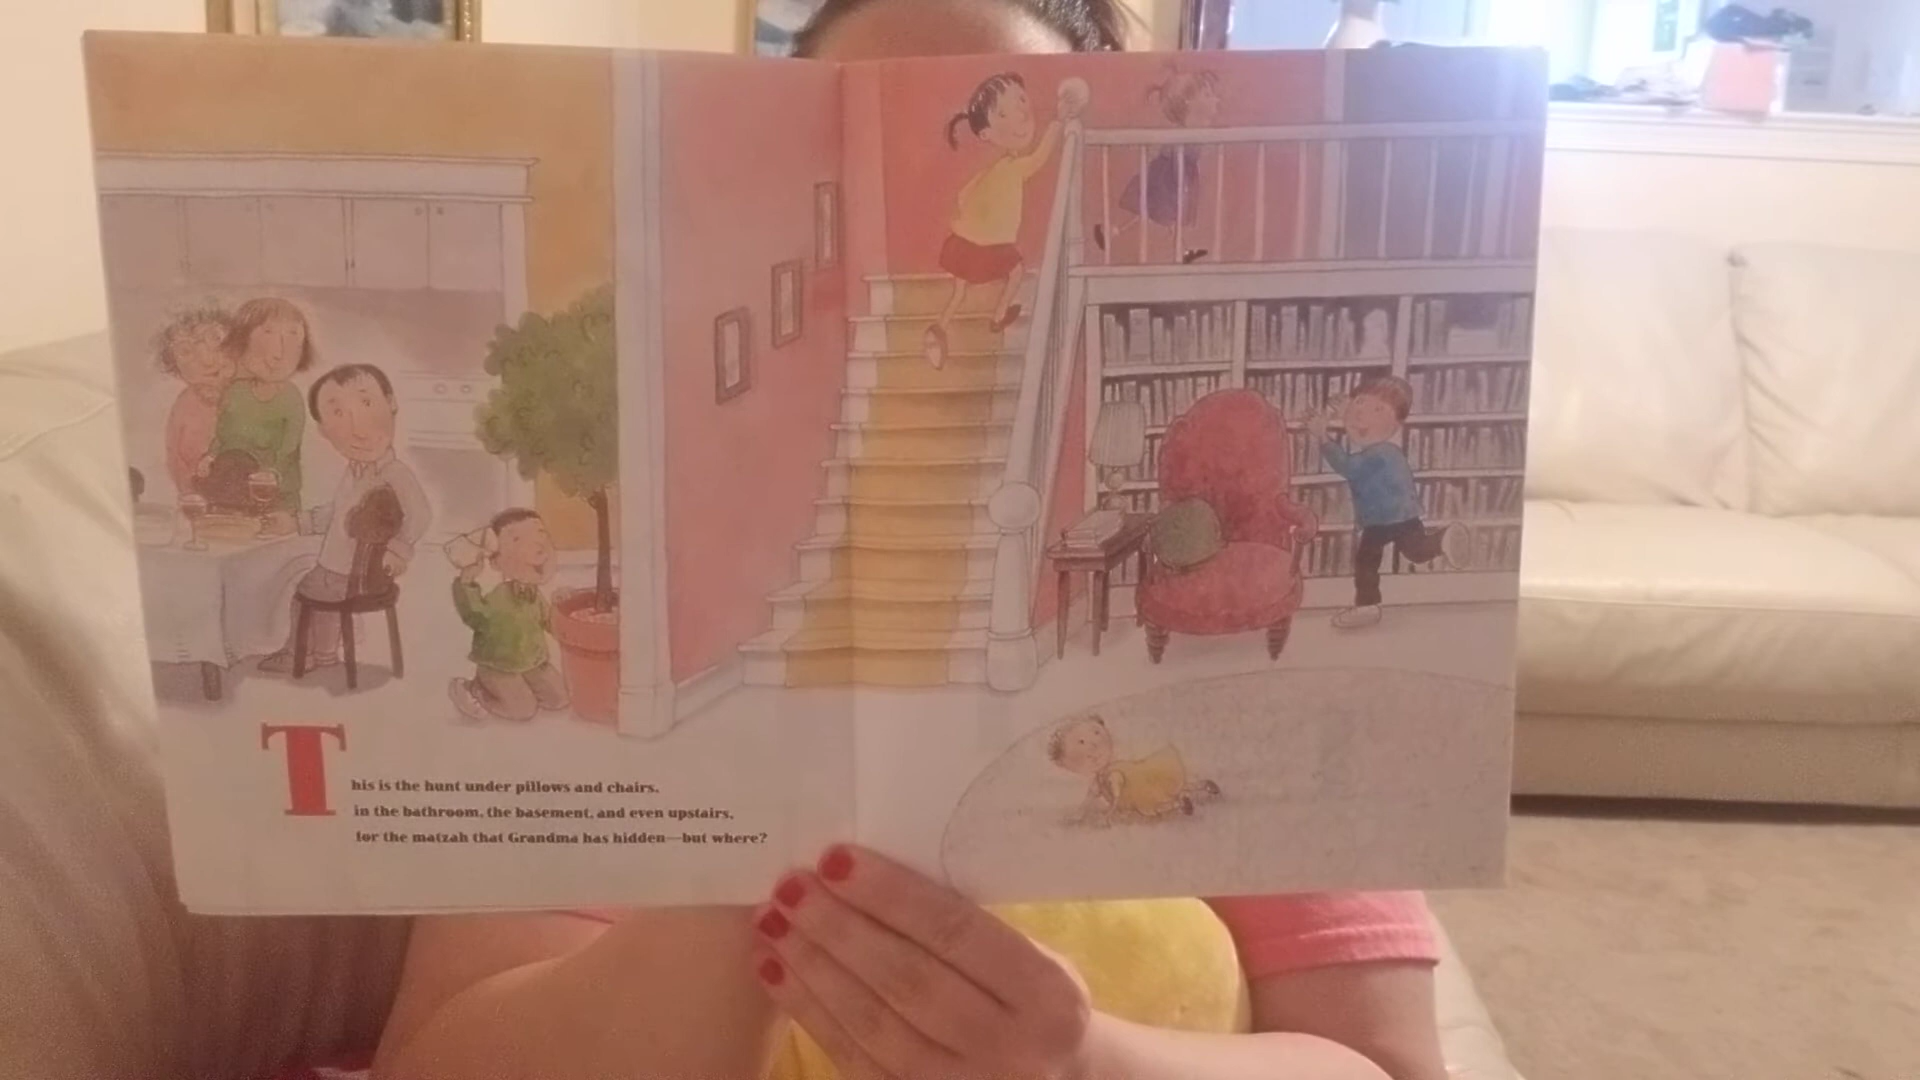 This is the hunt under pillows and chairs,
in the bathroom, the basement, and even upstairs,
for the matzah that Grandma has hidden—but where?